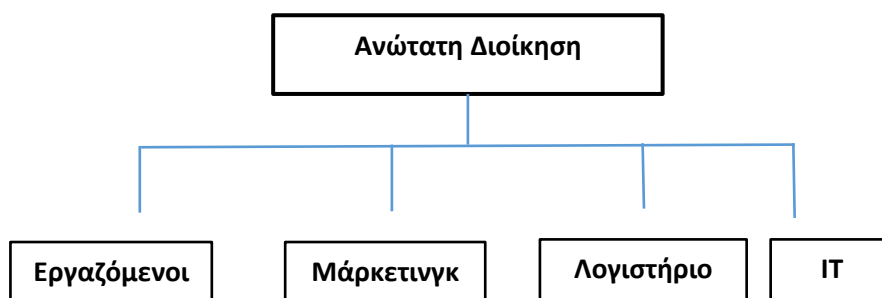 Ανώτατη Διοίκηση
Εργαζόμενοι
Μάρκετινγκ
Λογιστήριο
IT